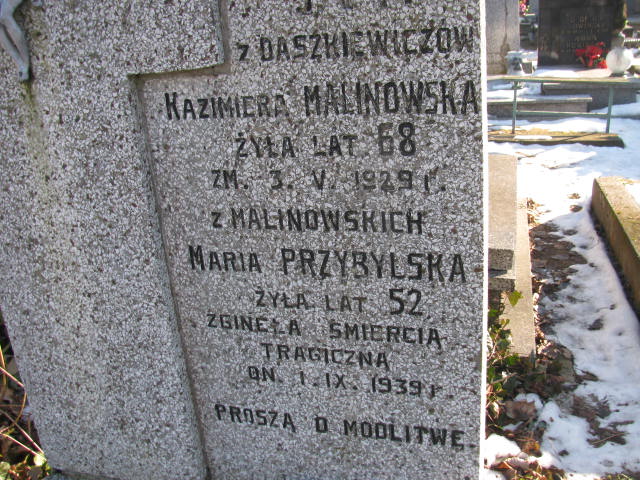 z DASZKIEWICZÓW
KAZIMIERA MALINOWSKA
ŻYŁA LAT 68
ZM. 3. V. 1929 r.
z MALINOWSKICH
MARIA PRZYBYLSKA
ŻYŁA LAT 52
ZGINĘŁA ŚMIERCIĄ
TRAGICZNĄ
DN. 1. IX. 1939 r.
PROSZĄ O MODLITWĘ